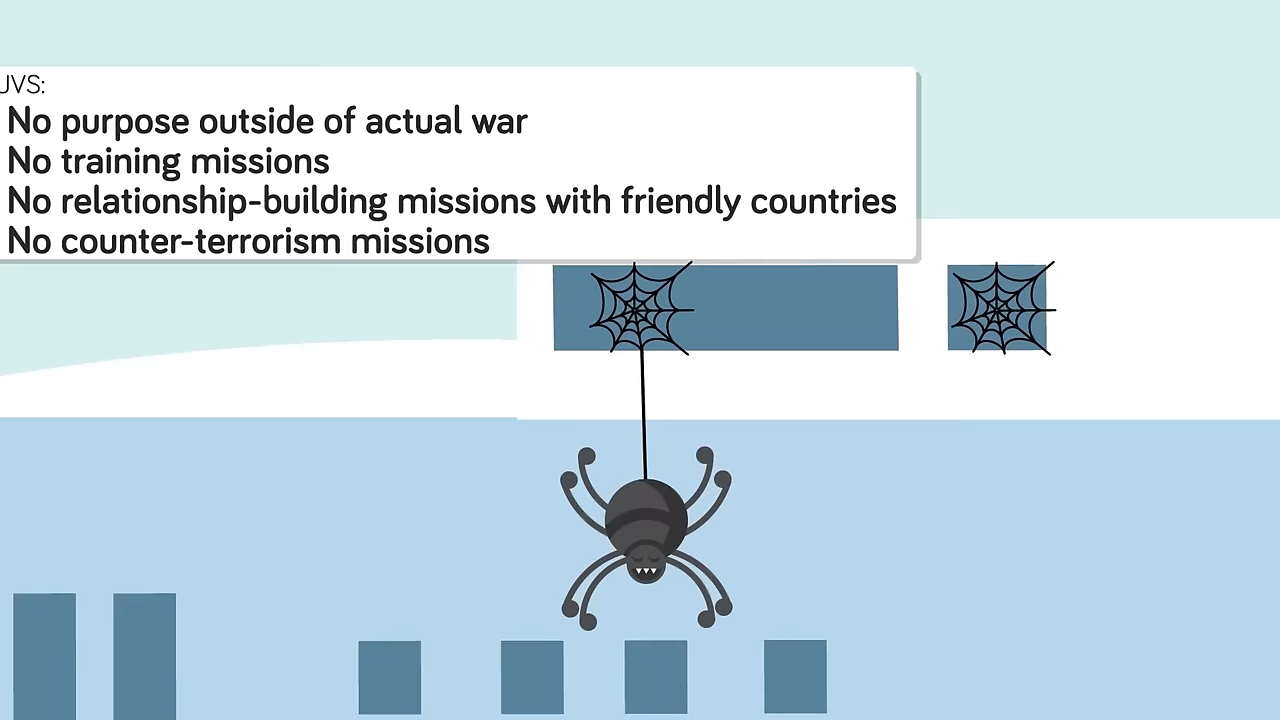 UVS:
No purpose outside of actual war
No training missions
No relationship-building missions with friendly countries
No counter-terrorism missions